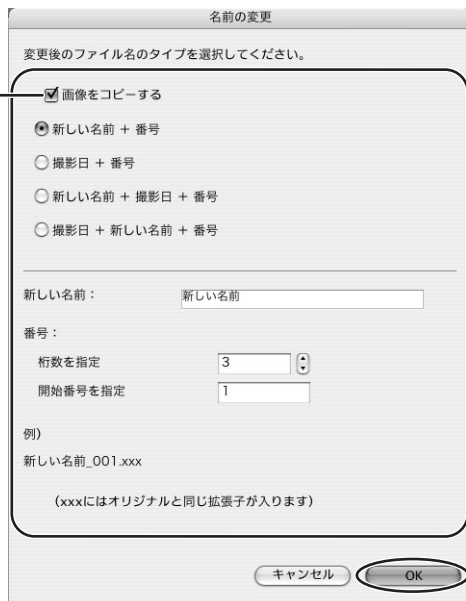 名前の変更
変更後のファイル名のタイプを選択してください。
画像をコピーする
新しい名前 + 番号
撮影日 + 番号
新しい名前 + 撮影日 + 番号
撮影日 + 新しい名前 + 番号
新しい名前： 新しい名前
番号：
桁数を指定 3
開始番号を指定 1
例）
新しい名前_001.xxx
（xxxにはオリジナルと同じ拡張子が入ります）
キャンセル OK